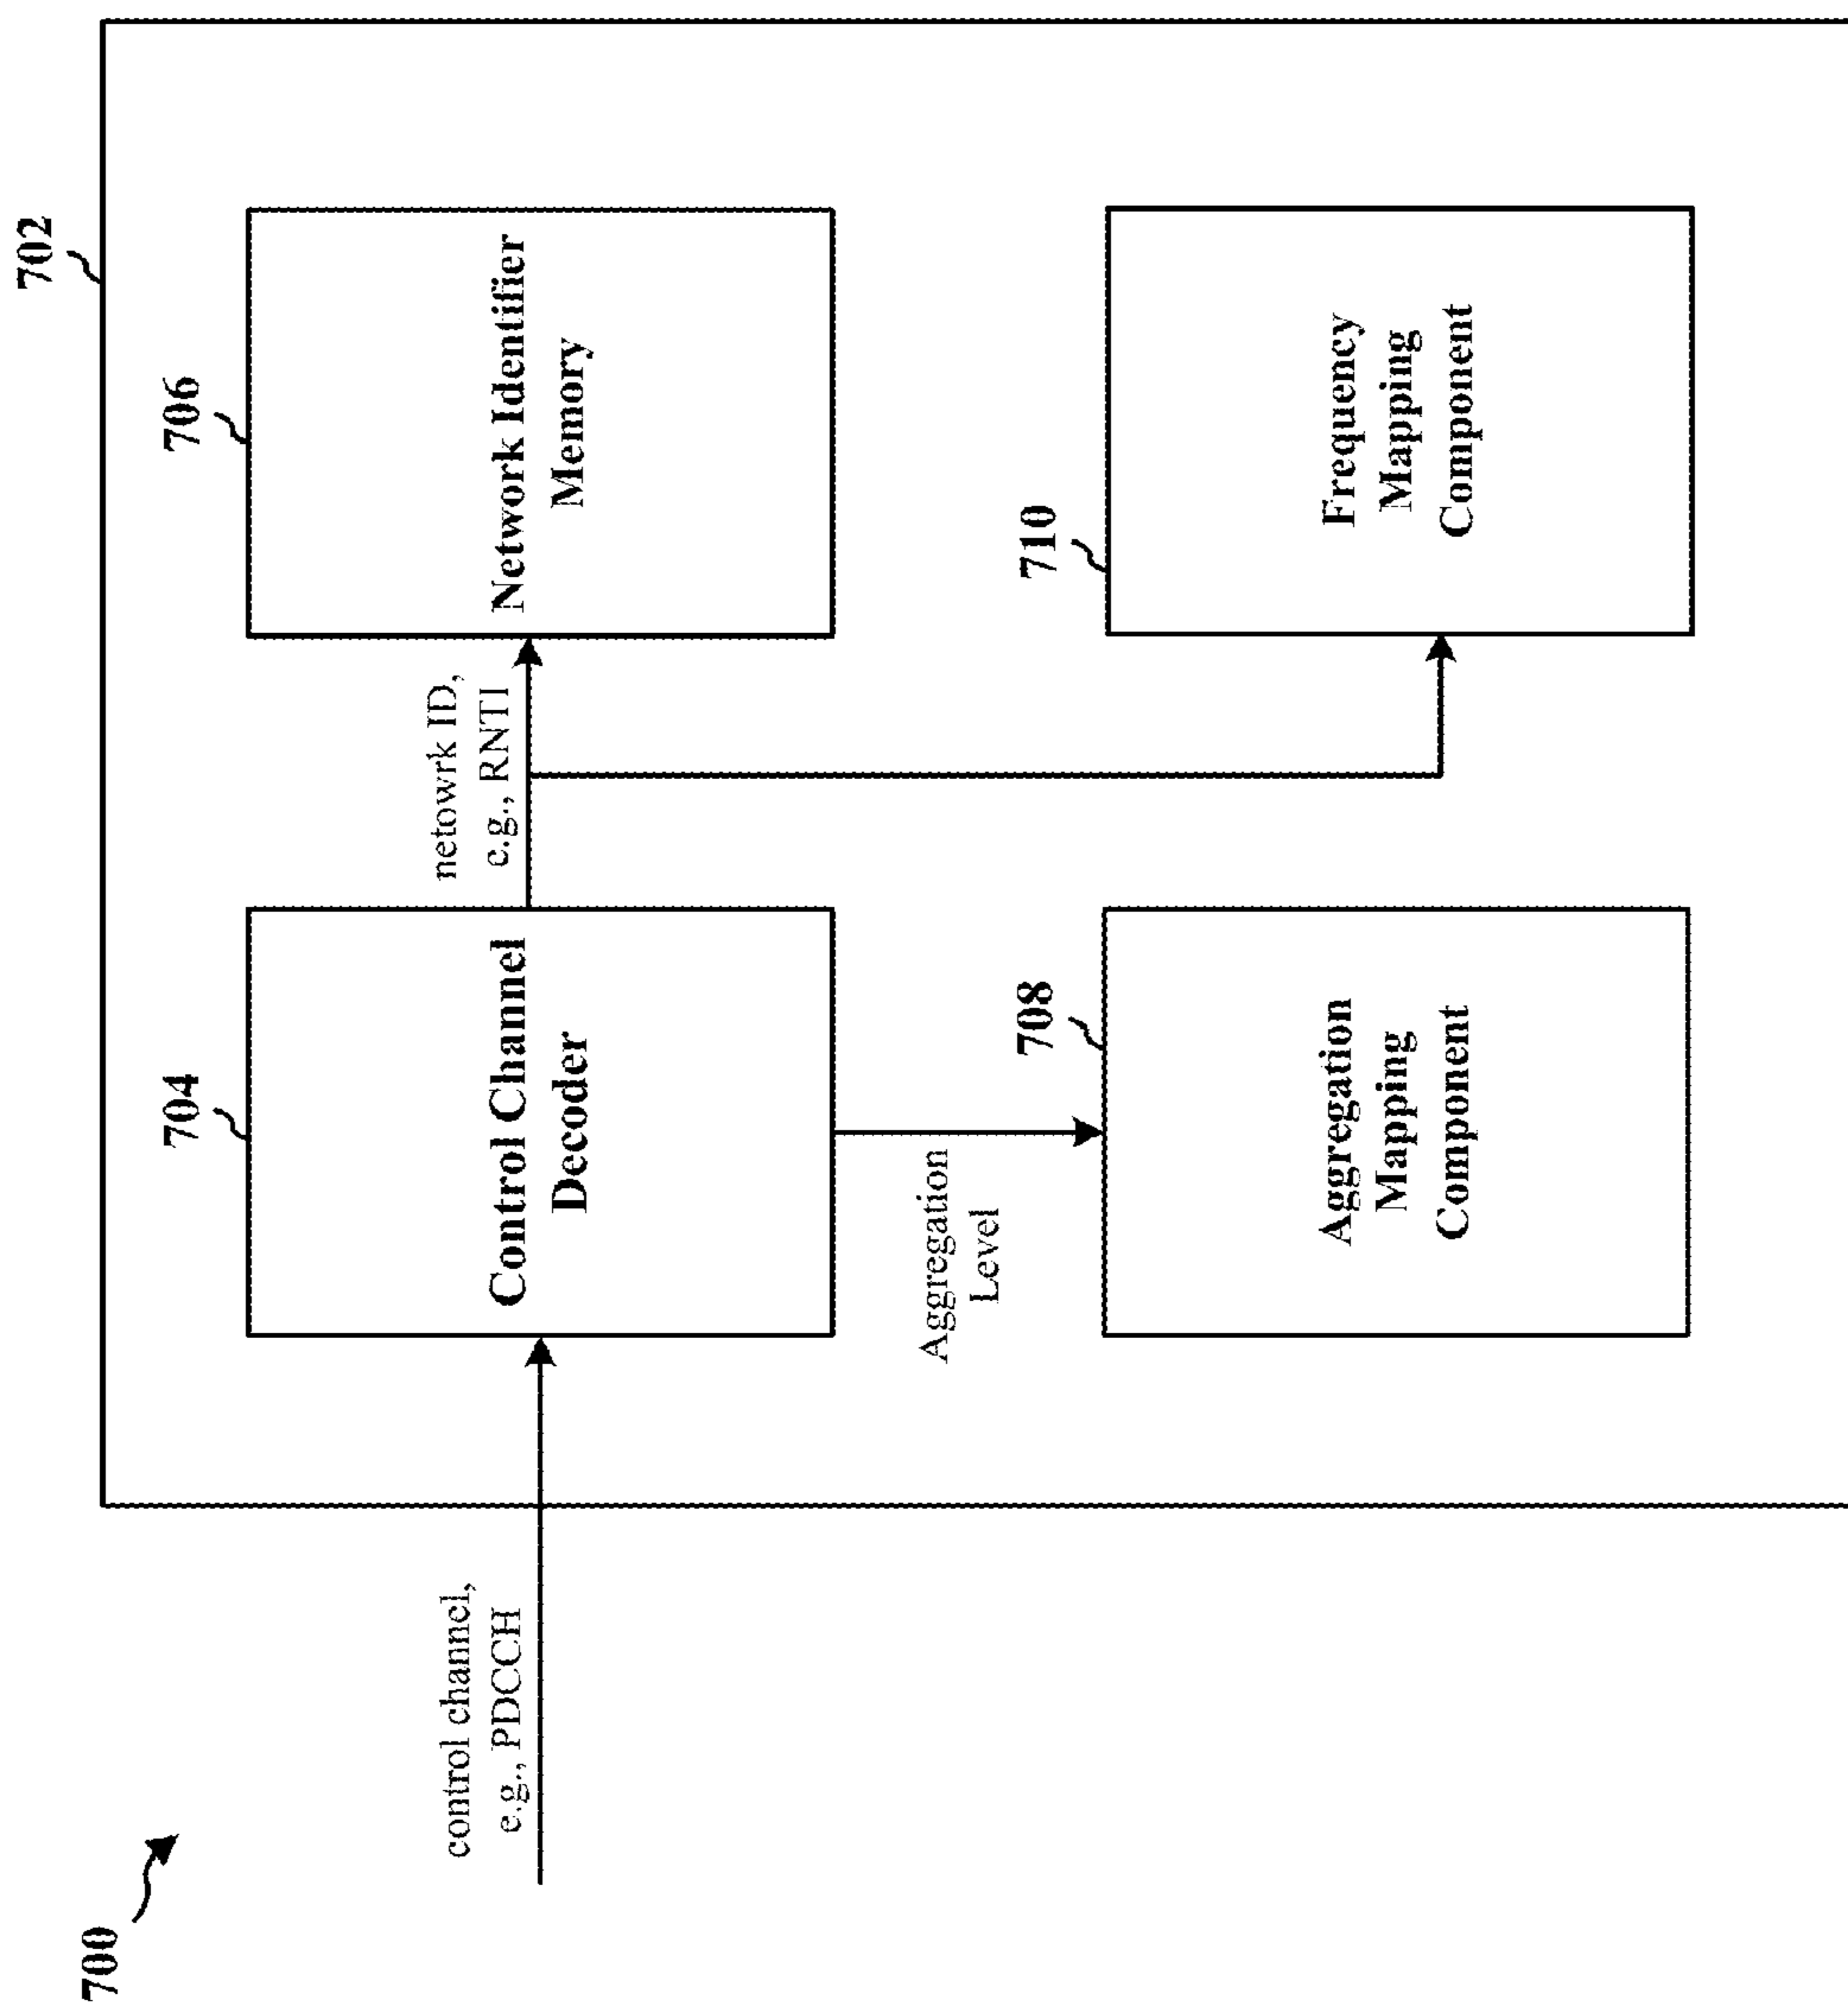 700
702
control channel,
e.g., PDCCH
704
Control Channel
Decoder
netowrk ID,
e.g., RNTI
706
Network Identifier
Memory
Aggregation
Level
708
Aggregation
Mapping
Component
710
Frequency
Mapping
Component